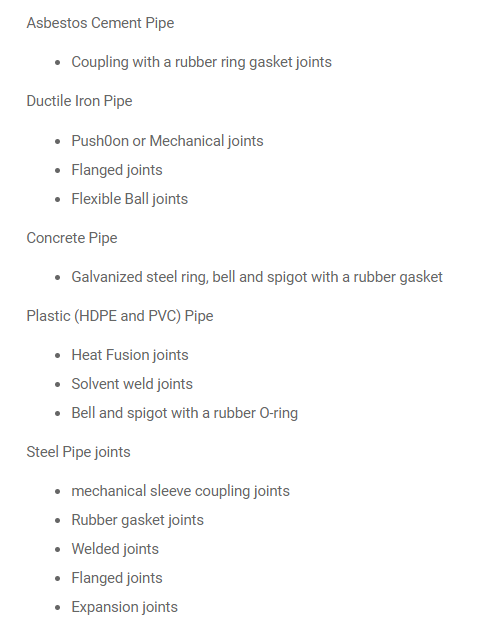 Asbestos Cement Pipe
• Coupling with a rubber ring gasket joints
Ductile Iron Pipe
• Push0on or Mechanical joints
• Flanged joints
• Flexible Ball joints
Concrete Pipe
• Galvanized steel ring, bell and spigot with a rubber gasket
Plastic (HDPE and PVC) Pipe
• Heat Fusion joints
• Solvent weld joints
• Bell and spigot with a rubber O-ring
Steel Pipe joints
• mechanical sleeve coupling joints
• Rubber gasket joints
• Welded joints
• Flanged joints
• Expansion joints